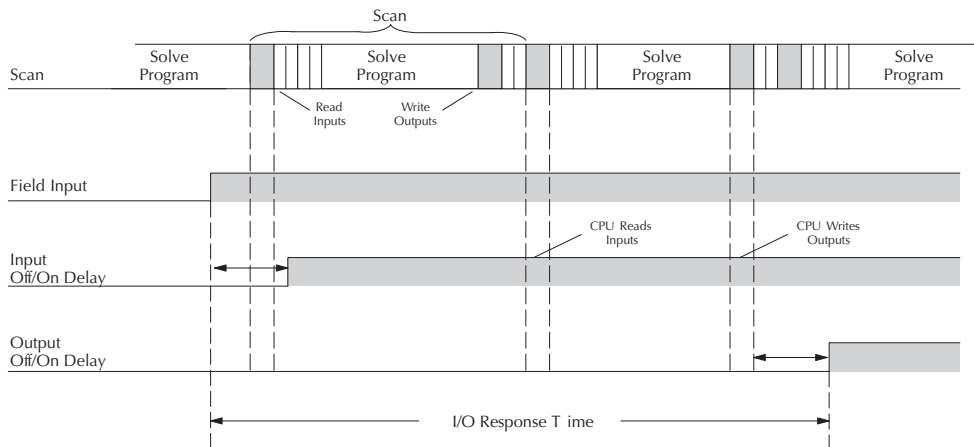 Scan
Solve
Program
Solve
Program
Solve
Program
Solve
Program
Scan
Read
Inputs
Write
Outputs
Field Input
CPU Reads
Inputs
CPU Writes
Outputs
Input
Off/On Delay
Output
Off/On Delay
I/O Response T ime